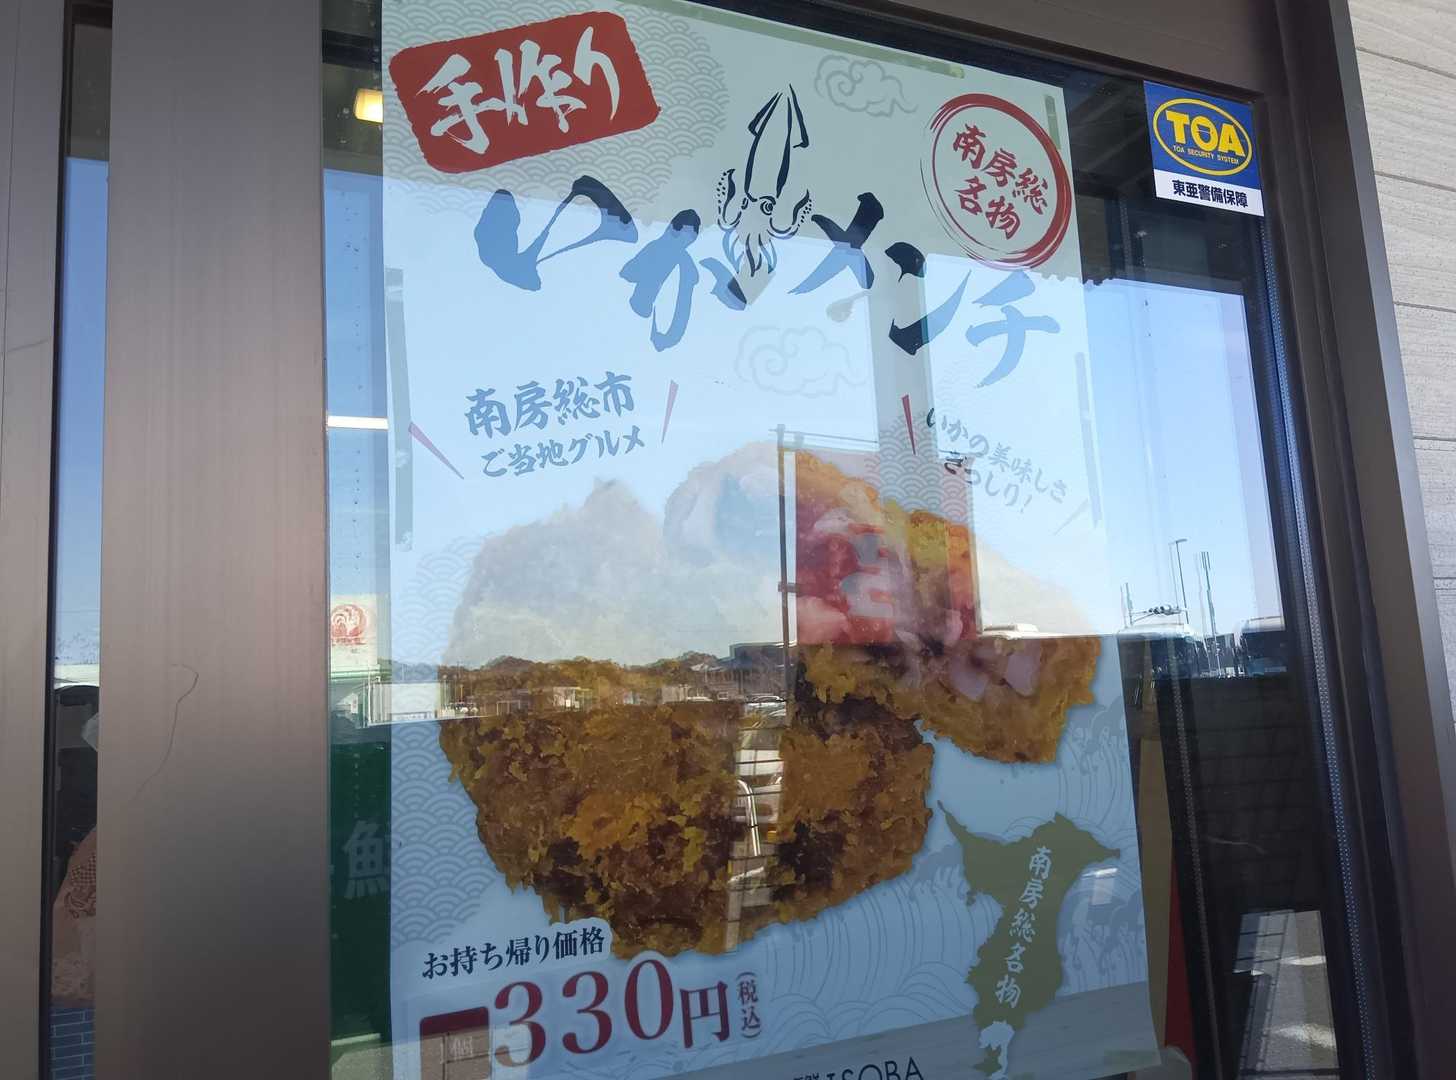 手作り
いかメンチ
南房総
名物
TOA
TOA SECURITY SYSTEM
東亜警備保障
南房総市
ご当地グルメ
いかの美味しさ
ぎっしり!
南房総名物
お持ち帰り価格
330円(税込)
SOBA